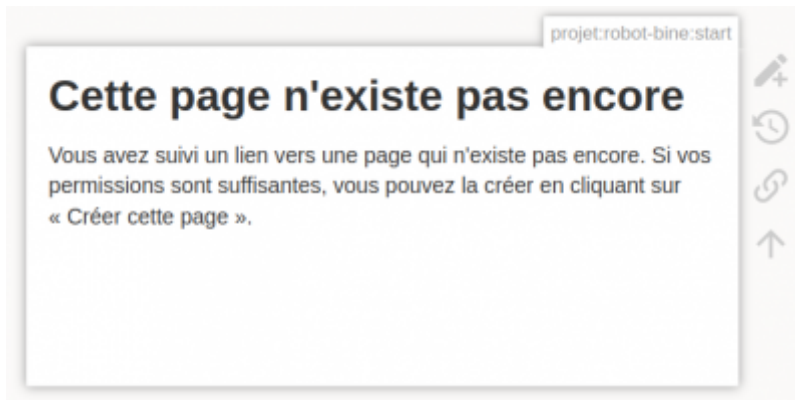 projet:robot-bine:start
Cette page n'existe pas encore
Vous avez suivi un lien vers une page qui n'existe pas encore. Si vos
permissions sont suffisantes, vous pouvez la créer en cliquant sur
« Créer cette page ».